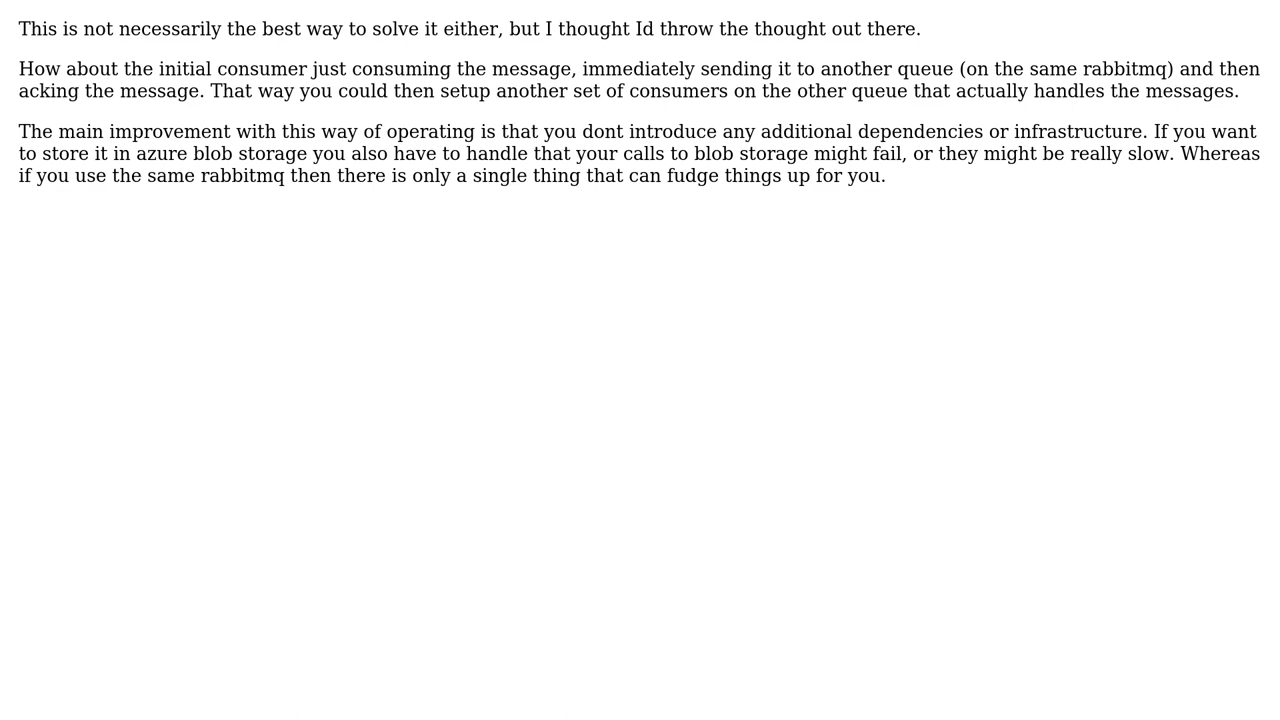 This is not necessarily the best way to solve it either, but I thought Id throw the thought out there.
How about the initial consumer just consuming the message, immediately sending it to another queue (on the same rabbitmq) and then
acking the message. That way you could then setup another set of consumers on the other queue that actually handles the messages.
The main improvement with this way of operating is that you dont introduce any additional dependencies or infrastructure. If you want
to store it in azure blob storage you also have to handle that your calls to blob storage might fail, or they might be really slow. Whereas
if you use the same rabbitmq then there is only a single thing that can fudge things up for you.